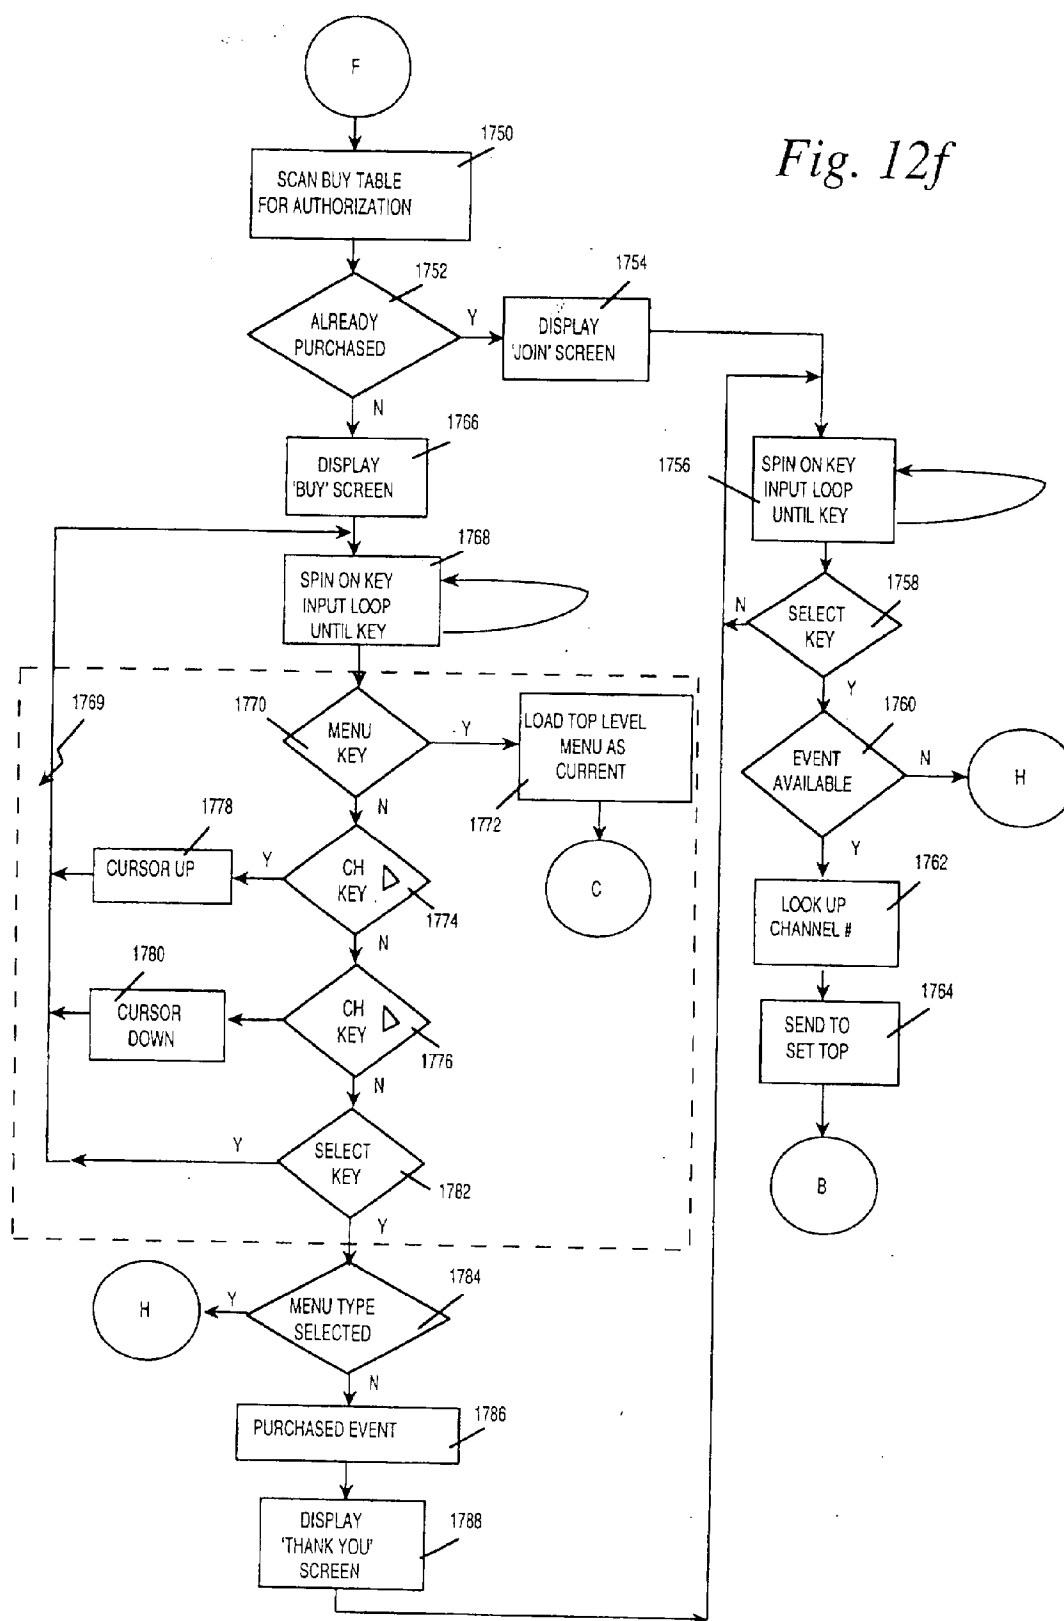 F
Fig. 12f
1750
SCAN BUY TABLE
FOR AUTHORIZATION
1752
ALREADY
PURCHASED
Y
N
1754
DISPLAY
'JOIN' SCREEN
1766
DISPLAY
'BUY' SCREEN
1756
SPIN ON KEY
INPUT LOOP
UNTIL KEY
1768
SPIN ON KEY
INPUT LOOP
UNTIL KEY
1758
SELECT
KEY
N
Y
1769
1770
MENU
KEY
Y
N
LOAD TOP LEVEL
MENU AS
CURRENT
1772
C
1760
EVENT
AVAILABLE
N
H
Y
1778
CURSOR UP
Y
CH
KEY
1774
N
1762
LOOK UP
CHANNEL #
1780
CURSOR
DOWN
CH
KEY
1776
N
1764
SEND TO
SET TOP
B
Y
SELECT
KEY
1782
Y
1784
MENU TYPE
SELECTED
Y
H
N
PURCHASED EVENT
1786
DISPLAY
'THANK YOU'
SCREEN
1788